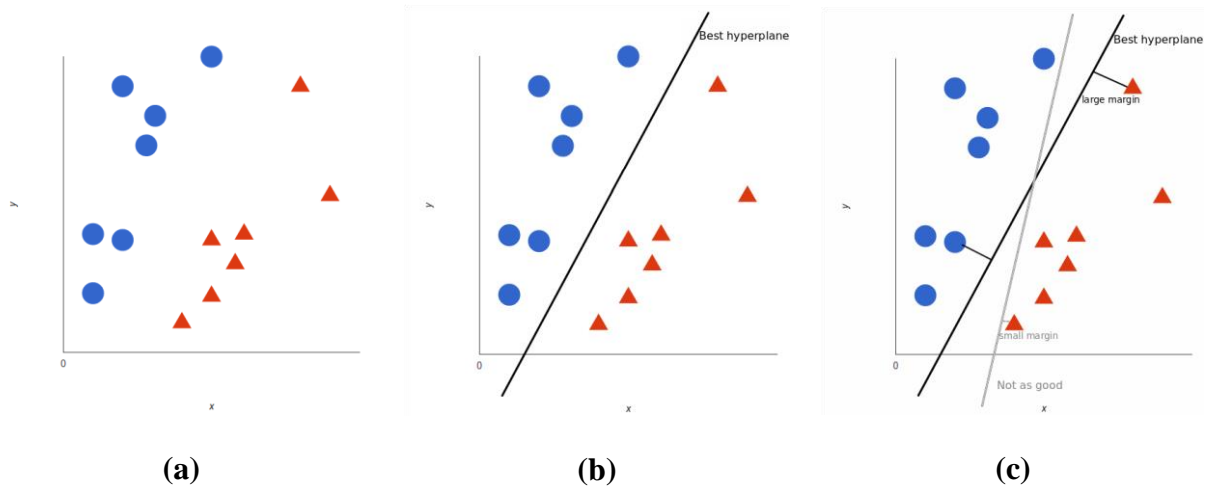 y
0
x
(a)
Best hyperplane
y
0
x
(b)
Best hyperplane
large margin
y
small margin
0
Not as good
x
(c)